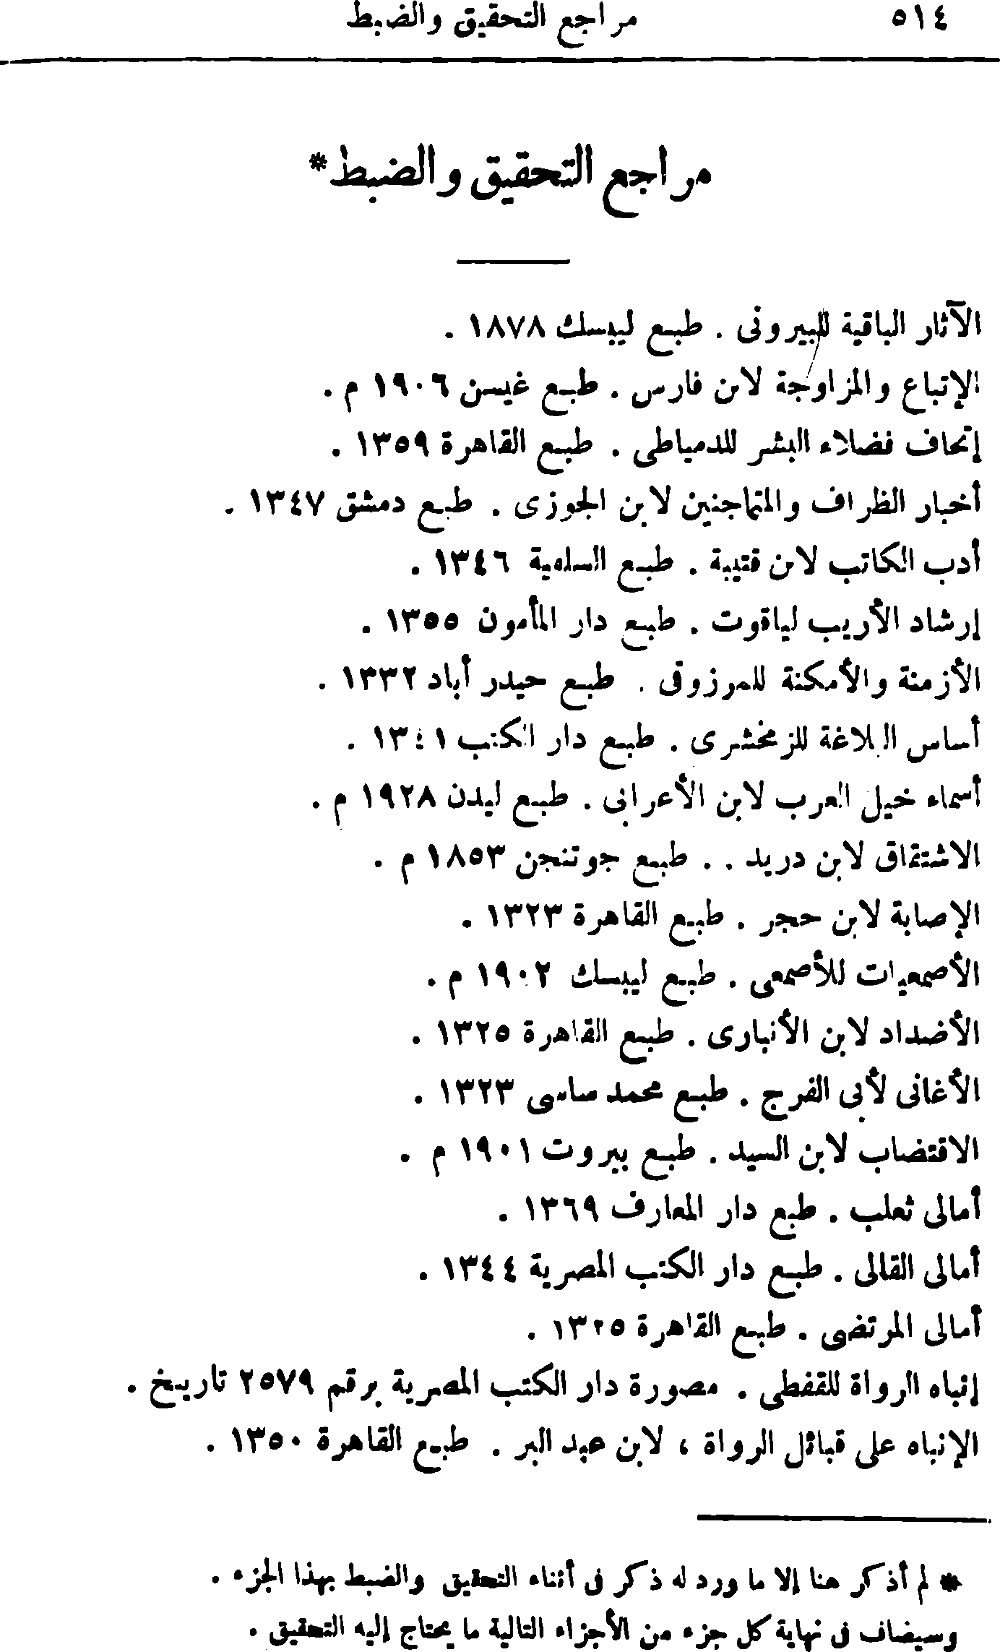 ٥١٤ مراجع التحقيق والضبط
مراجع التحقيق والضبط*
الآثار الباقية للبيرونى . طبع ليبسك ١٨٧٨ .
الإتباع والمزاوجة لابن فارس . طبع غيسن ١٩٠٦ م .
إتحاف فضلاء البشر للدمياطى . طبع القاهرة ١٣٥٩ .
أخبار الظراف والمتماجنين لابن الجوزى . طبع دمشق ١٣٤٧ .
أدب الكاتب لابن قتيبة . طبع السلفية ١٣٤٦ .
إرشاد الأريب لياقوت . طبع دار المأمون ١٣٥٥ .
الأزمنة والأمكنة للمرزوقى . طبع حيدر أباد ١٣٣٢ .
أساس البلاغة للزمخشرى . طبع دار الكتب ١٣٤١ .
أسماء خيل العرب لابن الأعرابى . طبع ليدن ١٩٢٨ م .
الاشتقاق لابن دريد . . طبع جوتنجن ١٨٥٣ م .
الإصابة لابن حجر . طبع القاهرة ١٣٢٣ .
الأصمعيات للأصمعى . طبع ليبسك ١٩٠٢ م .
الأضداد لابن الأنبارى . طبع القاهرة ١٣٢٥ .
الأغانى لأبى الفرج . طبع محمد ساسى ١٣٢٣ .
الاقتضاب لابن السيد . طبع بيروت ١٩٠١ م .
أمالى ثعلب . طبع دار المعارف ١٣٦٩ .
أمالى القالى . طبع دار الكتب المصرية ١٣٤٤ .
أمالى المرتضى . طبع القاهرة ١٣٢٥ .
إنباه الرواة للقفطى . مصورة دار الكتب المصرية برقم ٢٥٧٩ تاريخ .
الإنباه على قبائل الرواة ، لابن عبد البر . طبع القاهرة ١٣٥٠ .
* لم أذكر هنا إلا ما ورد له ذكر فى أثناء التحقيق والضبط بهذا الجزء .
وسيضاف فى نهاية كل جزء من الأجزاء التالية ما يحتاج إليه التحقيق .